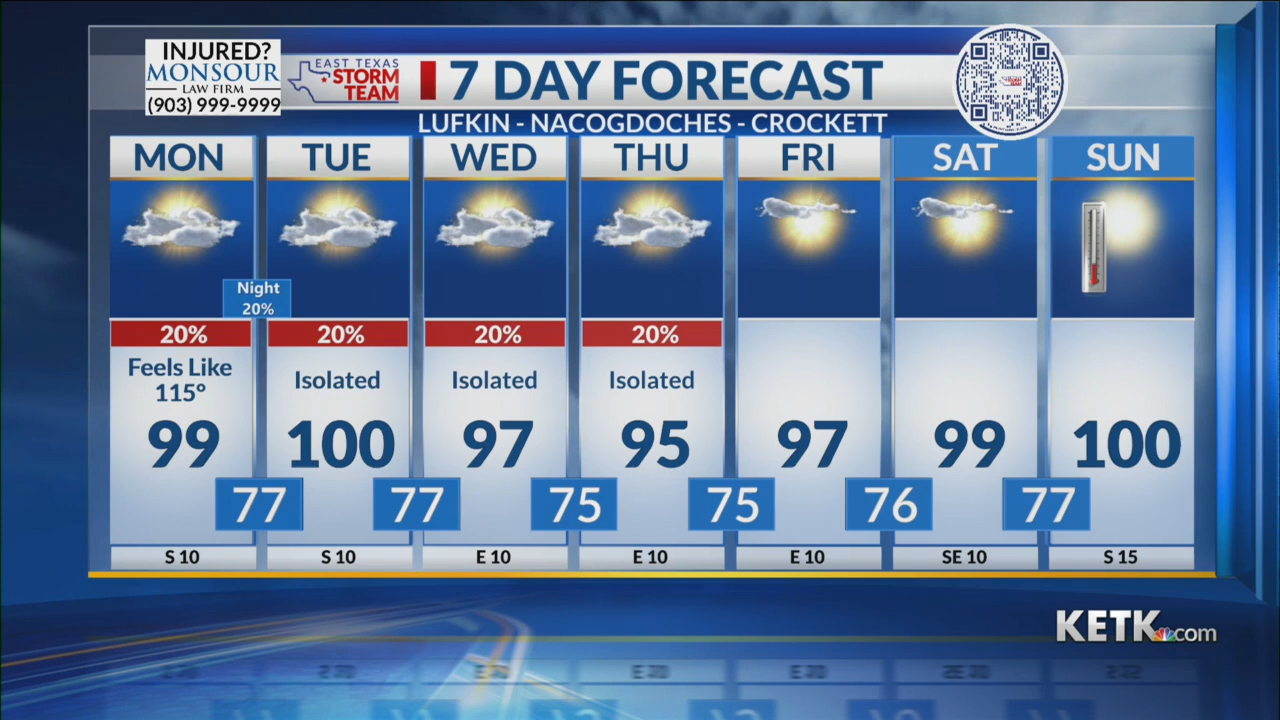 INJURED?
MONSOUR
LAW FIRM
(903) 999-9999
EAST TEXAS
STORM
TEAM
7 DAY FORECAST
LUFKIN - NACOGDOCHES - CROCKETT
MON TUE WED THU FRI SAT SUN
Night
20%
20% 20% 20% 20%
Feels Like
115°
Isolated Isolated Isolated
99 100 97 95 97 99 100
77 77 75 75 76 77
S 10 S 10 E 10 E 10 E 10 SE 10 S 15
KETK.com